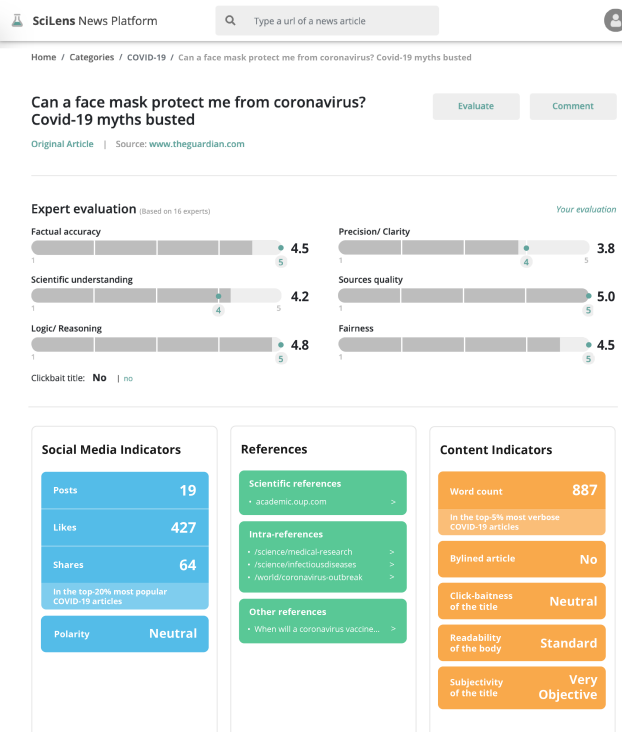 SciLens News Platform
Type a url of a news article
Home / Categories / COVID-19 / Can a face mask protect me from coronavirus? Covid-19 myths busted
Can a face mask protect me from coronavirus?
Covid-19 myths busted
Evaluate
Comment
Original Article | Source: www.theguardian.com
Expert evaluation (Based on 16 experts)
Your evaluation
Factual accuracy
4.5
1
5
Precision/ Clarity
3.8
1
4
5
Scientific understanding
4.2
1
4
5
Sources quality
5.0
1
5
Logic/ Reasoning
4.8
1
5
Fairness
4.5
1
5
Clickbait title: No | no
Social Media Indicators
Posts 19
Likes 427
Shares 64
In the top-20% most popular
COVID-19 articles
Polarity Neutral
References
Scientific references
• academic.oup.com >
Intra-references
• /science/medical-research >
• /science/infectiousdiseases >
• /world/coronavirus-outbreak >
Other references
• When will a coronavirus vaccine... >
Content Indicators
Word count 887
In the top-5% most verbose
COVID-19 articles
Bylined article No
Click-baitness
of the title
Neutral
Readability
of the body
Standard
Subjectivity
of the title
Very
Objective